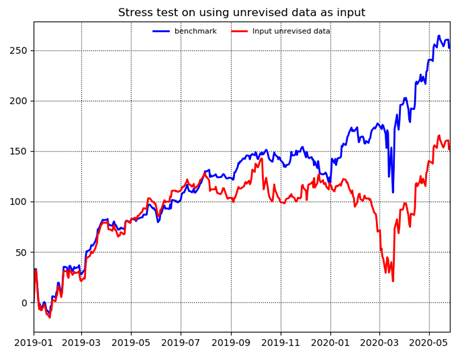 Stress test on using unrevised data as input
benchmark Input unrevised data
250
200
150
100
50
0
2019-01 2019-03 2019-05 2019-07 2019-09 2019-11 2020-01 2020-03 2020-05